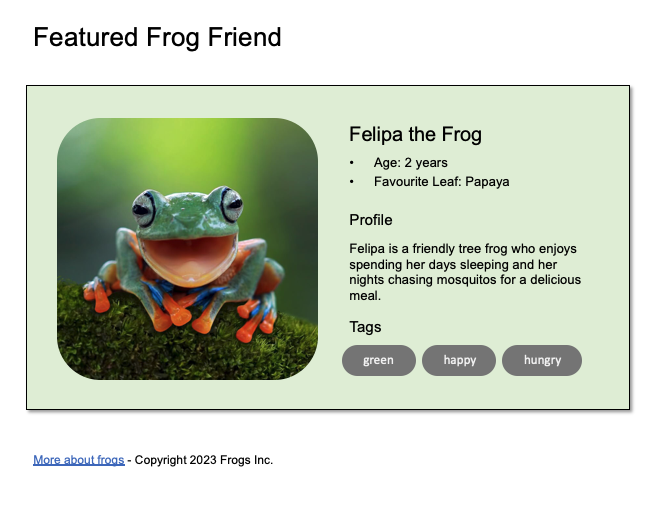 Featured Frog Friend
Felipa the Frog
• Age: 2 years
• Favourite Leaf: Papaya
Profile
Felipa is a friendly tree frog who enjoys
spending her days sleeping and her
nights chasing mosquitos for a delicious
meal.
Tags
green happy hungry
More about frogs - Copyright 2023 Frogs Inc.